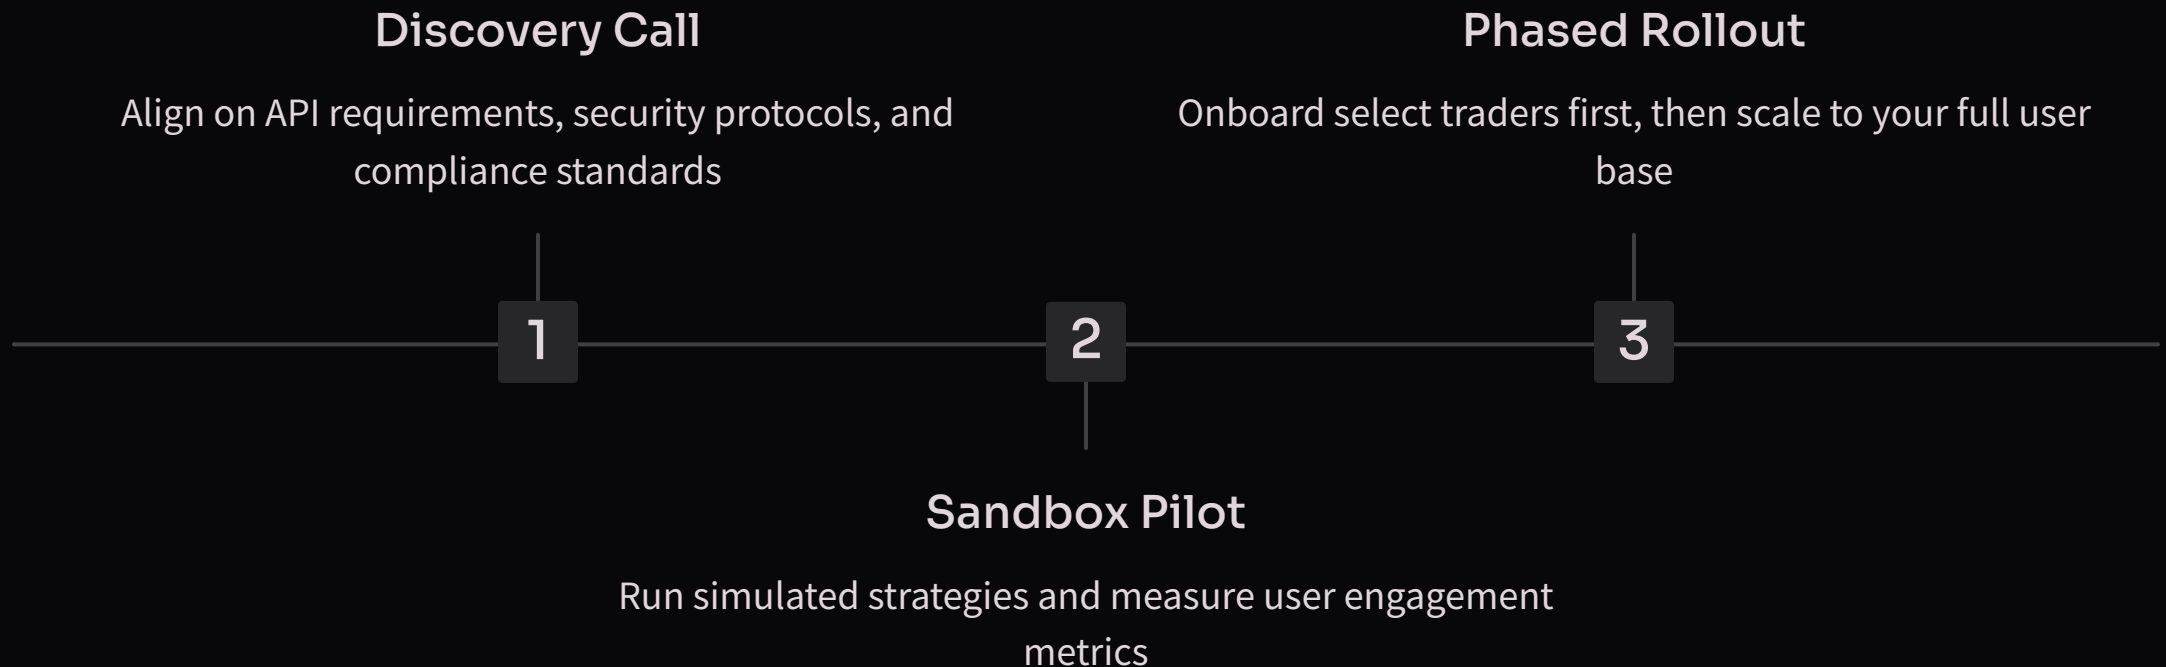 Discovery Call
Align on API requirements, security protocols, and
compliance standards
1
2
Sandbox Pilot
Run simulated strategies and measure user engagement
metrics
Phased Rollout
Onboard select traders first, then scale to your full user
base
3